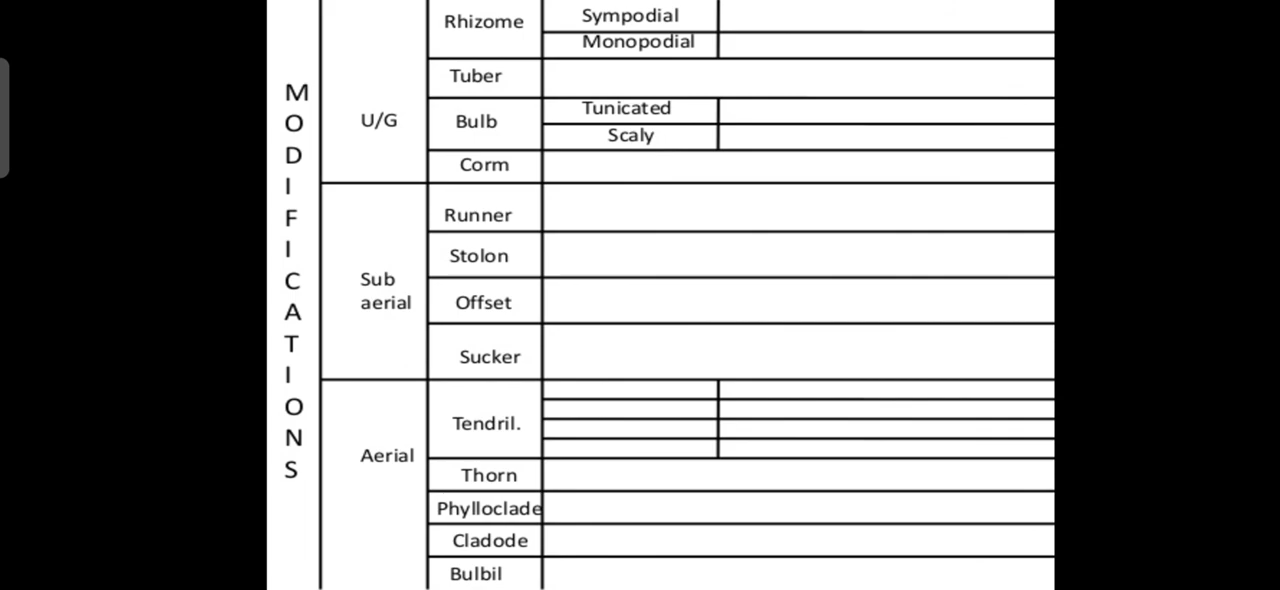 MODIFICATIONS
U/G
Rhizome
Sympodial
Monopodial
Tuber
Bulb
Tunicated
Scaly
Corm
Sub
aerial
Runner
Stolon
Offset
Sucker
Aerial
Tendril.
Thorn
Phylloclade
Cladode
Bulbil